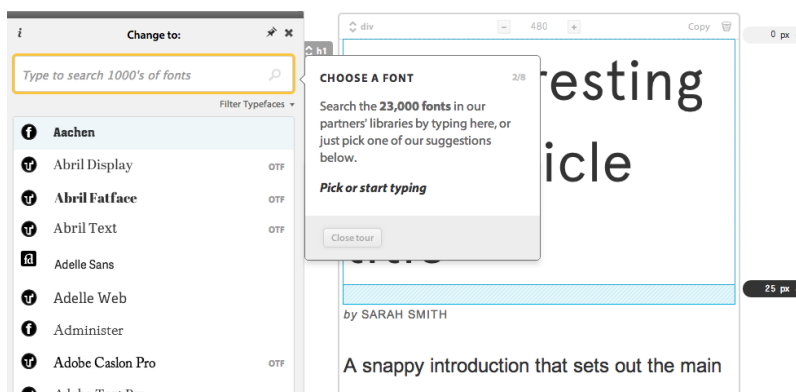 i Change to:
Type to search 1000's of fonts
Filter Typefaces
Aachen
Abril Display OTF
Abril Fatface OTF
Abril Text OTF
Adelle Sans
Adelle Web
Administer
Adobe Caslon Pro OTF
h1
CHOOSE A FONT 2/8
Search the 23,000 fonts in our
partners' libraries by typing here, or
just pick one of our suggestions
below.
Pick or start typing
Close tour
div - 480 + Copy
0 px
resting
icle
25 px
by SARAH SMITH
A snappy introduction that sets out the main